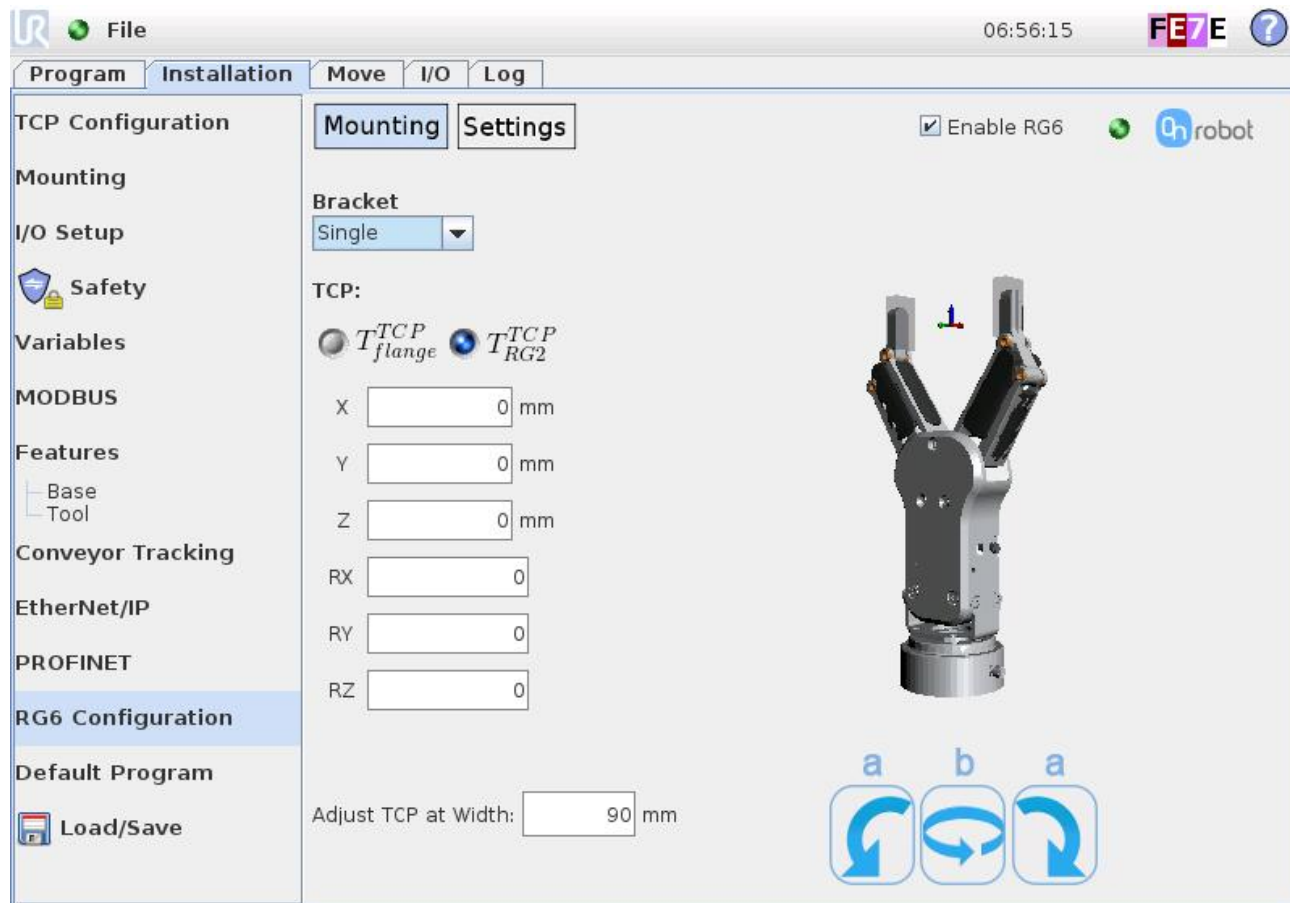 UR File 06:56:15 FE7E ?
Program Installation Move I/O Log
TCP Configuration
Mounting
I/O Setup
Safety
Variables
MODBUS
Features
Base
Tool
Conveyor Tracking
EtherNet/IP
PROFINET
RG6 Configuration
Default Program
Load/Save
Mounting Settings Enable RG6 On robot
Bracket
Single
TCP:
T^{TCP}_{flange} T^{TCP}_{RG2}
X 0 mm
Y 0 mm
Z 0 mm
RX 0
RY 0
RZ 0
Adjust TCP at Width: 90 mm
a b a